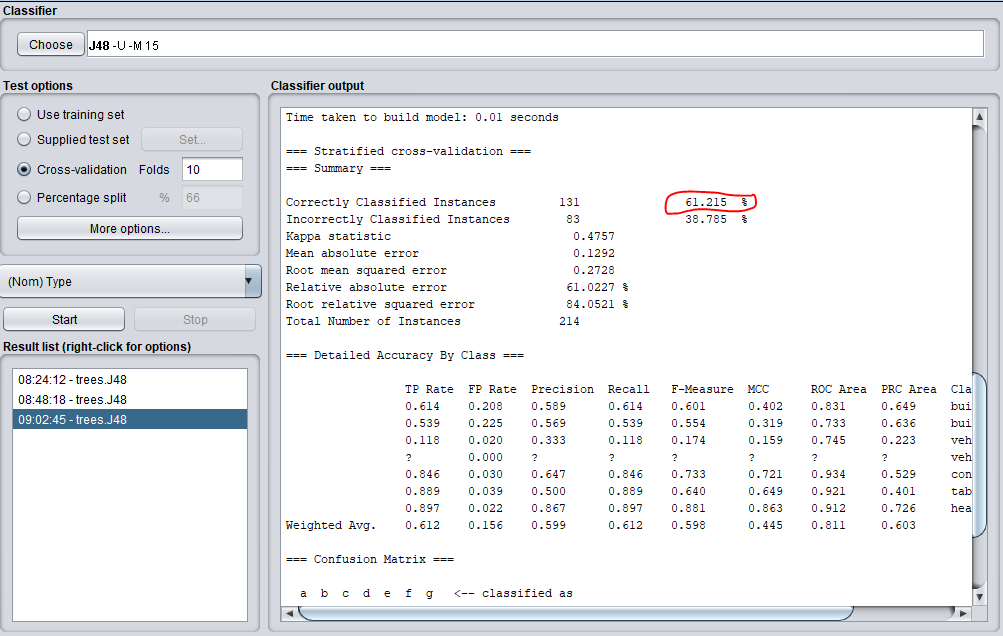 Classifier
Choose J48 -U -M 15
Test options
Use training set
Supplied test set Set...
Cross-validation Folds 10
Percentage split % 66
More options...
(Nom) Type
Start Stop
Result list (right-click for options)
08:24:12 - trees.J48
08:48:18 - trees.J48
09:02:45 - trees.J48
Classifier output
Time taken to build model: 0.01 seconds
=== Stratified cross-validation ===
=== Summary ===
Correctly Classified Instances 131 61.215 %
Incorrectly Classified Instances 83 38.785 %
Kappa statistic 0.4757
Mean absolute error 0.1292
Root mean squared error 0.2728
Relative absolute error 61.0227 %
Root relative squared error 84.0521 %
Total Number of Instances 214
=== Detailed Accuracy By Class ===
TP Rate FP Rate Precision Recall F-Measure MCC ROC Area PRC Area Cla
0.614 0.208 0.589 0.614 0.601 0.402 0.831 0.649 bui
0.539 0.225 0.569 0.539 0.554 0.319 0.733 0.636 bui
0.118 0.020 0.333 0.118 0.174 0.159 0.745 0.223 veh
? 0.000 ? ? ? ? ? ? veh
0.846 0.030 0.647 0.846 0.733 0.721 0.934 0.529 con
0.889 0.039 0.500 0.889 0.640 0.649 0.921 0.401 tab
0.897 0.022 0.867 0.897 0.881 0.863 0.912 0.726 hea
Weighted Avg. 0.612 0.156 0.599 0.612 0.598 0.445 0.811 0.603
=== Confusion Matrix ===
a b c d e f g <-- classified as